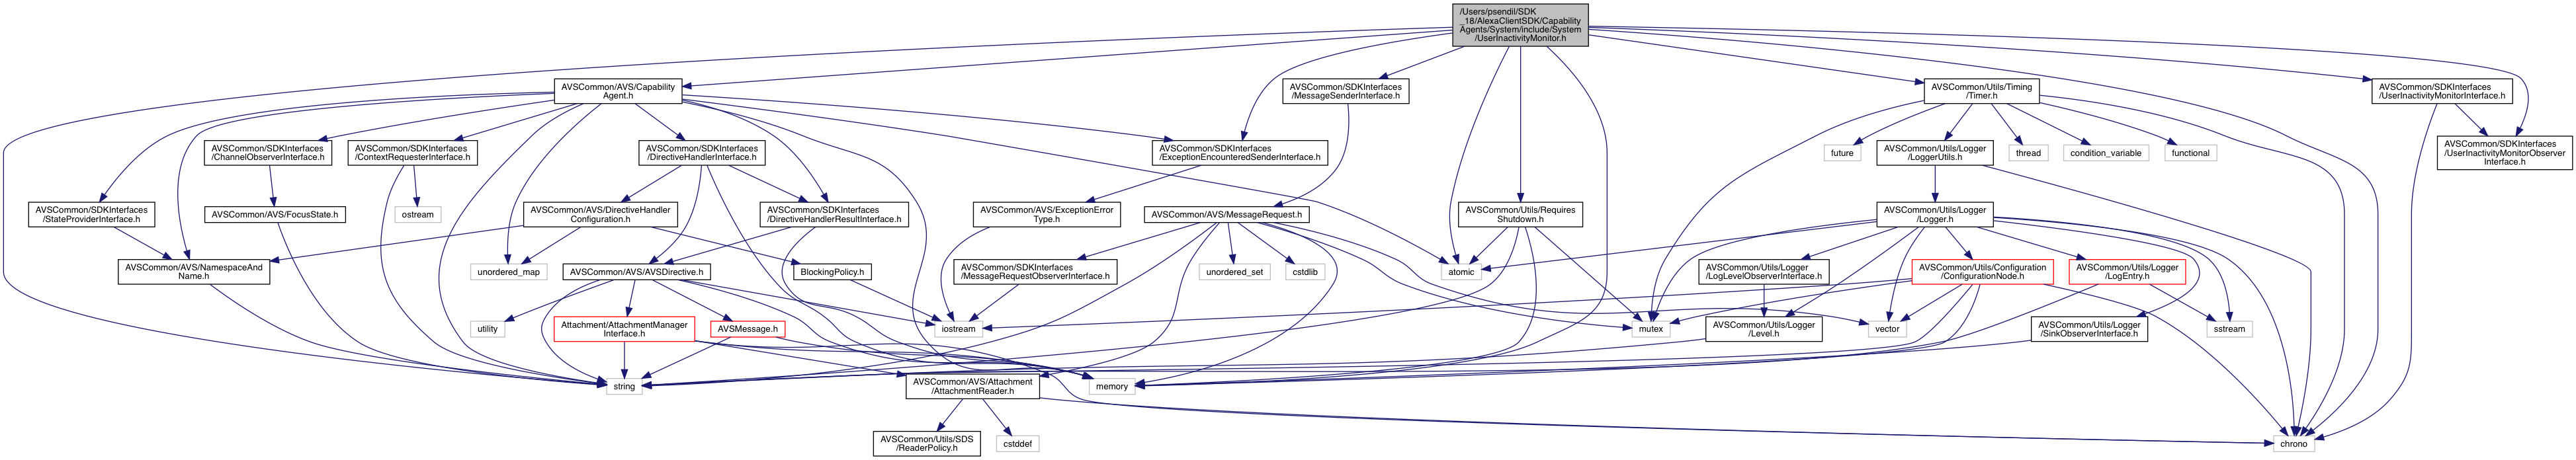 /Users/psendil/SDK
_18/AlexaClientSDK/Capability
Agents/System/include/System
/UserInactivityMonitor.h
AVSCommon/AVS/Capability
Agent.h
AVSCommon/SDKInterfaces
/MessageSenderInterface.h
AVSCommon/Utils/Timing
/Timer.h
AVSCommon/SDKInterfaces
/UserInactivityMonitorInterface.h
AVSCommon/SDKInterfaces
/ChannelObserverInterface.h
AVSCommon/SDKInterfaces
/ContextRequesterInterface.h
AVSCommon/SDKInterfaces
/DirectiveHandlerInterface.h
AVSCommon/SDKInterfaces
/ExceptionEncounteredSenderInterface.h
future
AVSCommon/Utils/Logger
/LoggerUtils.h
thread
condition_variable
functional
AVSCommon/SDKInterfaces
/UserInactivityMonitorObserver
Interface.h
AVSCommon/SDKInterfaces
/StateProviderInterface.h
AVSCommon/AVS/FocusState.h
ostream
AVSCommon/AVS/DirectiveHandler
Configuration.h
AVSCommon/SDKInterfaces
/DirectiveHandlerResultInterface.h
AVSCommon/AVS/ExceptionError
Type.h
AVSCommon/AVS/MessageRequest.h
AVSCommon/Utils/Requires
Shutdown.h
AVSCommon/Utils/Logger
/Logger.h
AVSCommon/AVS/NamespaceAnd
Name.h
unordered_map
AVSCommon/AVS/AVSDirective.h
BlockingPolicy.h
AVSCommon/SDKInterfaces
/MessageRequestObserverInterface.h
unordered_set
cstdlib
atomic
AVSCommon/Utils/Logger
/LogLevelObserverInterface.h
AVSCommon/Utils/Configuration
/ConfigurationNode.h
AVSCommon/Utils/Logger
/LogEntry.h
utility
Attachment/AttachmentManager
Interface.h
AVSMessage.h
iostream
mutex
AVSCommon/Utils/Logger
/Level.h
vector
AVSCommon/Utils/Logger
/SinkObserverInterface.h
sstream
string
AVSCommon/AVS/Attachment
/AttachmentReader.h
memory
AVSCommon/Utils/SDS
/ReaderPolicy.h
cstddef
chrono